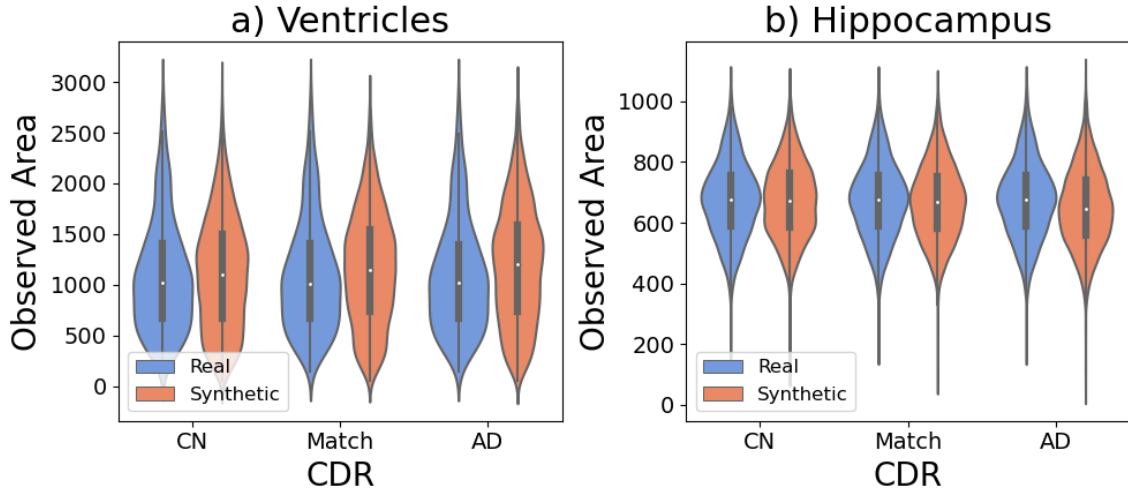 a) Ventricles
Observed Area
3000
2500
2000
1500
1000
500
0
Real
Synthetic
CN
Match
AD
CDR
b) Hippocampus
Observed Area
1000
800
600
400
200
0
Real
Synthetic
CN
Match
AD
CDR